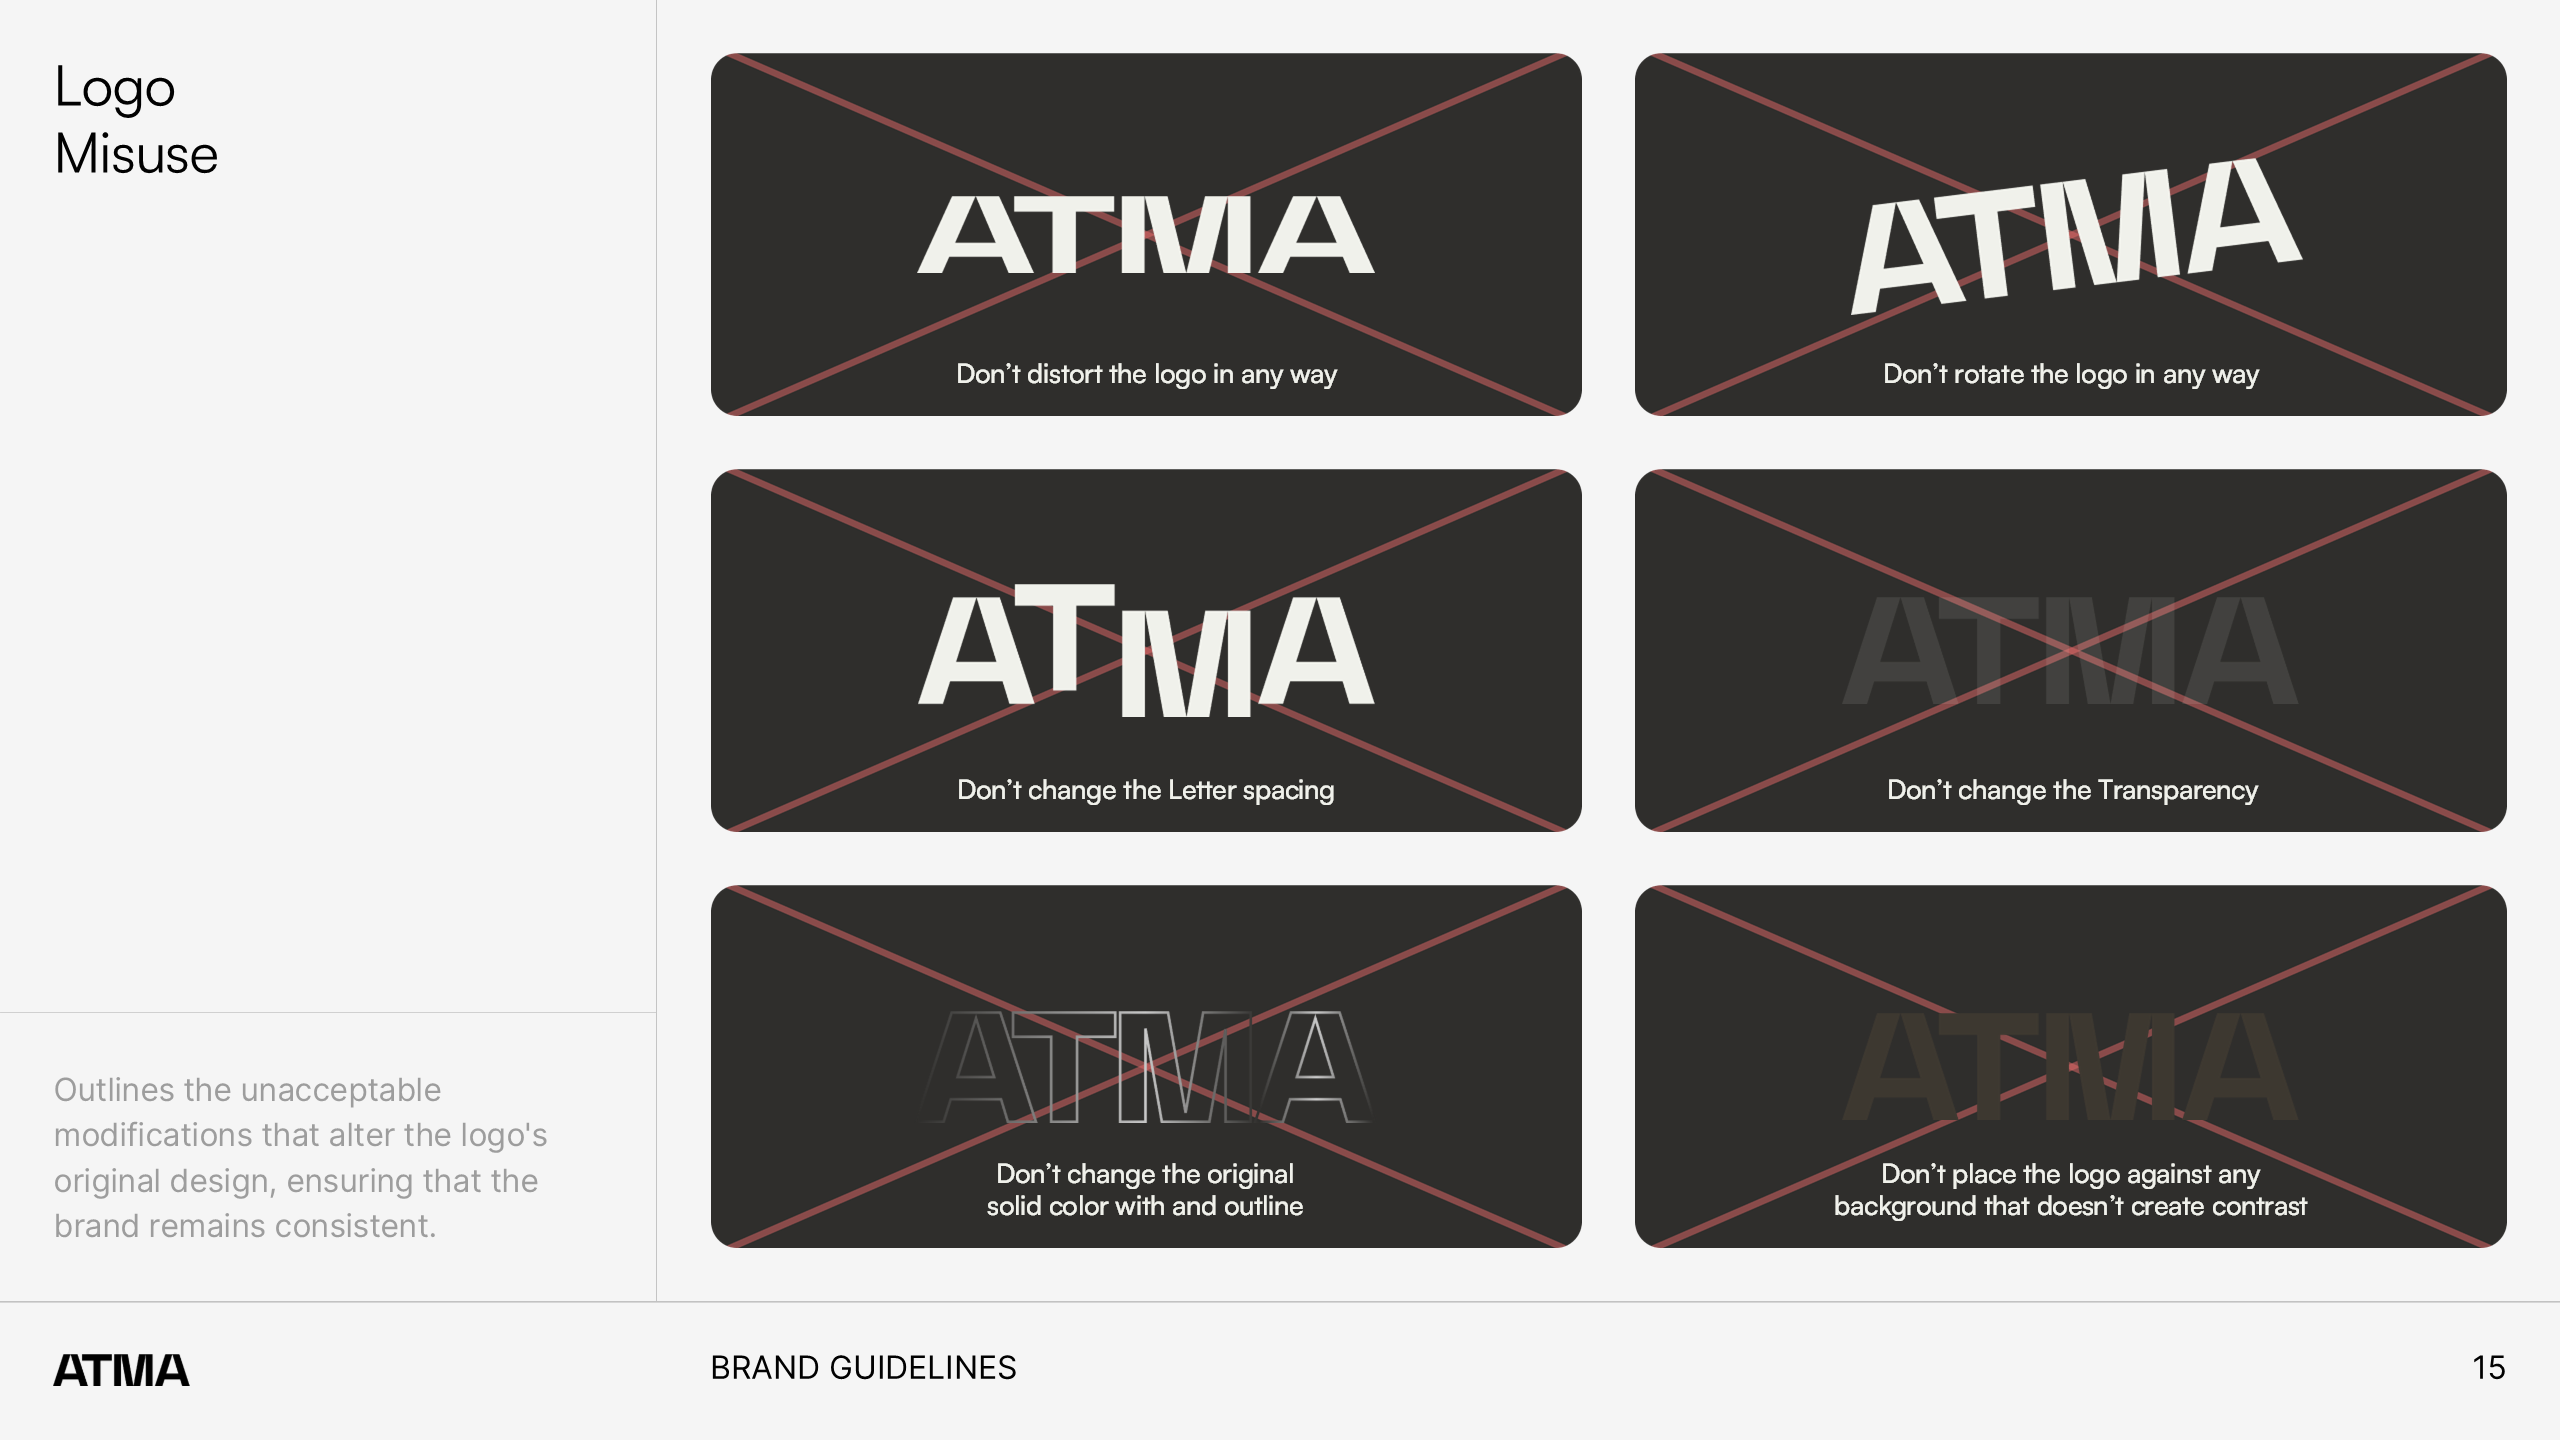 Logo
Misuse
ATMA
Don’t distort the logo in any way
ATMA
Don’t rotate the logo in any way
ATMA
Don’t change the Letter spacing
ATMA
Don’t change the Transparency
ATMA
Don’t change the original
solid color with and outline
ATMA
Don’t place the logo against any
background that doesn’t create contrast
Outlines the unacceptable
modifications that alter the logo's
original design, ensuring that the
brand remains consistent.
ATMA
BRAND GUIDELINES
15